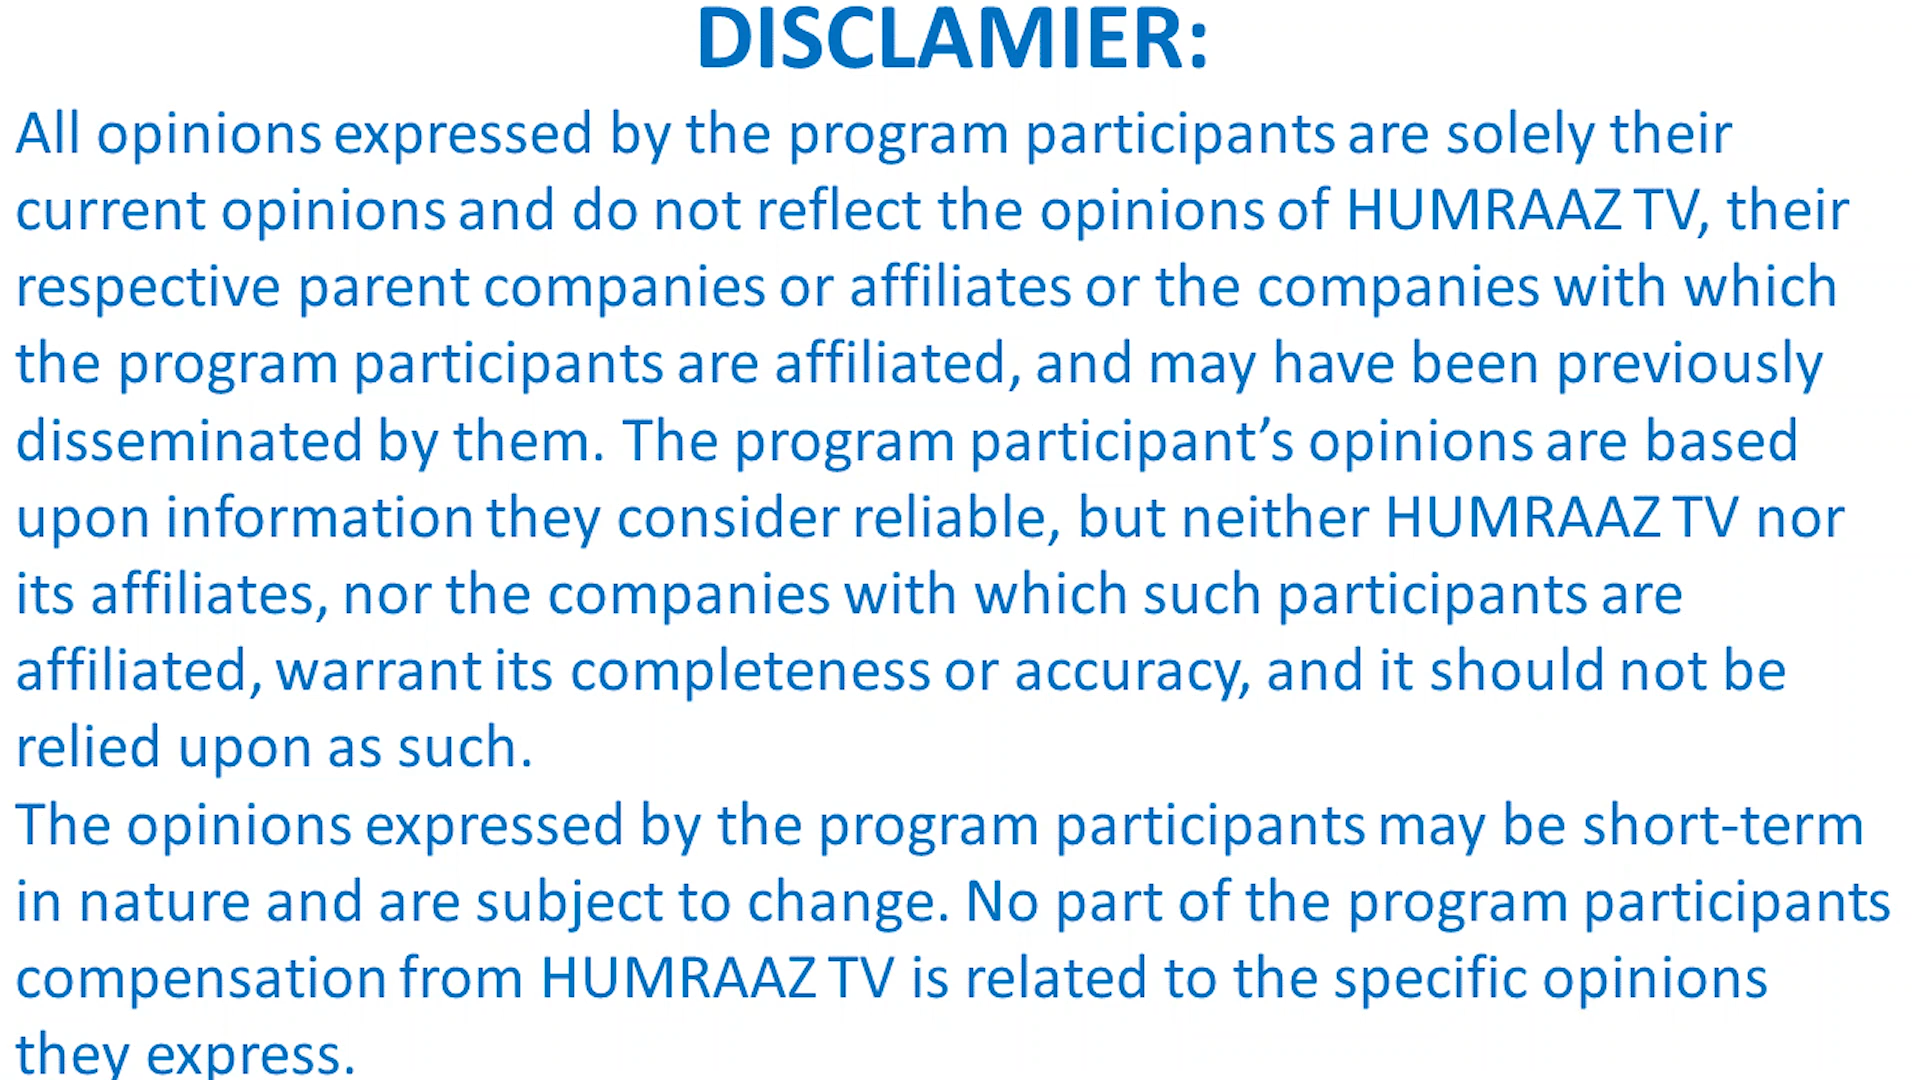 DISCLAMIER:
All opinions expressed by the program participants are solely their
current opinions and do not reflect the opinions of HUMRAAZ TV, their
respective parent companies or affiliates or the companies with which
the program participants are affiliated, and may have been previously
disseminated by them. The program participant’s opinions are based
upon information they consider reliable, but neither HUMRAAZ TV nor
its affiliates, nor the companies with which such participants are
affiliated, warrant its completeness or accuracy, and it should not be
relied upon as such.
The opinions expressed by the program participants may be short-term
in nature and are subject to change. No part of the program participants
compensation from HUMRAAZ TV is related to the specific opinions
they express.